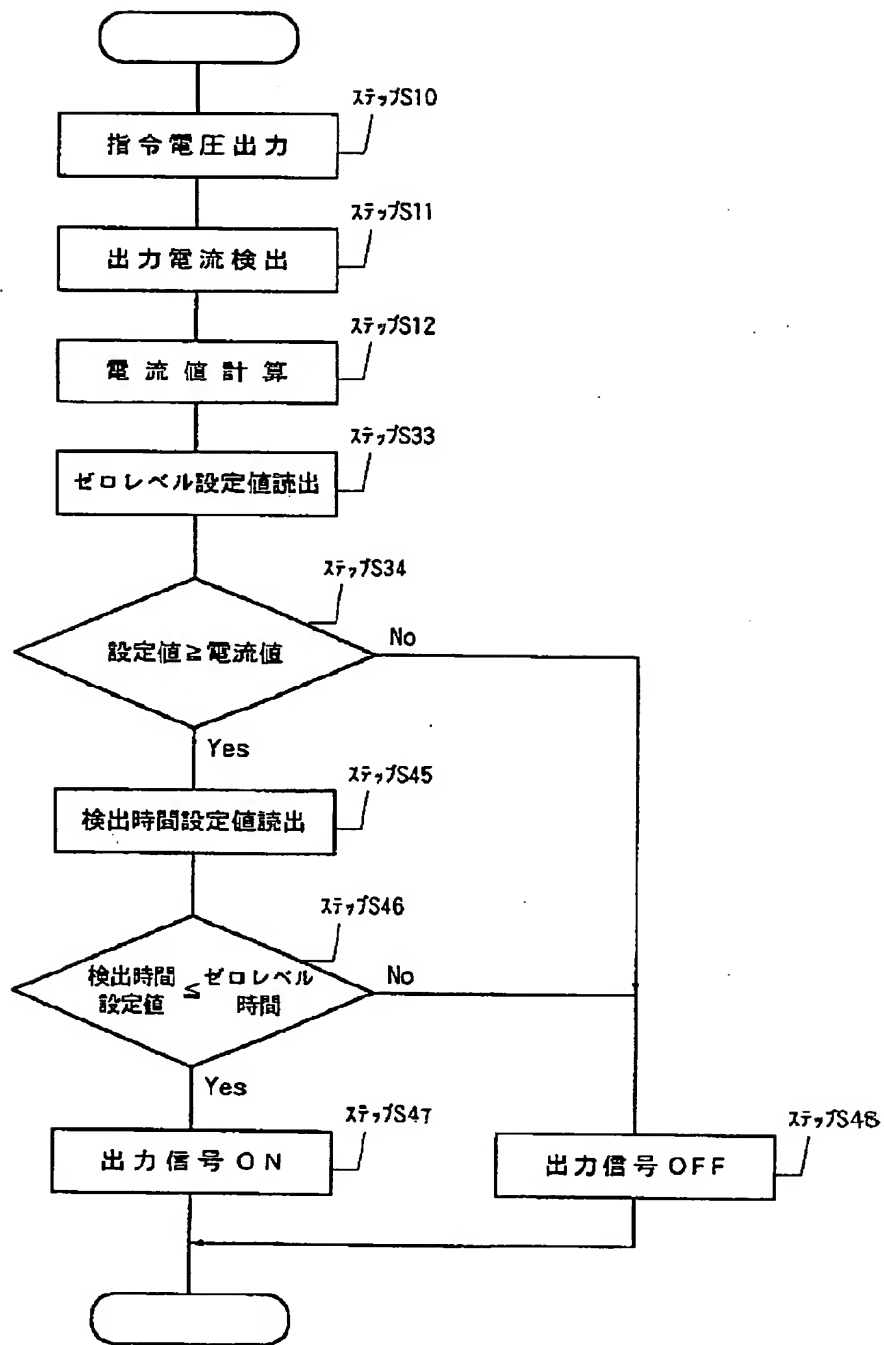 ステップS10
指令電圧出力
ステップS11
出力電流検出
ステップS12
電流値計算
ステップS33
ゼロレベル設定値読出
ステップS34
設定値≧電流値
No
Yes
ステップS45
検出時間設定値読出
ステップS46
検出時間 ≦ ゼロレベル
設定値 時間
No
Yes
ステップS47
出力信号ON
ステップS48
出力信号OFF